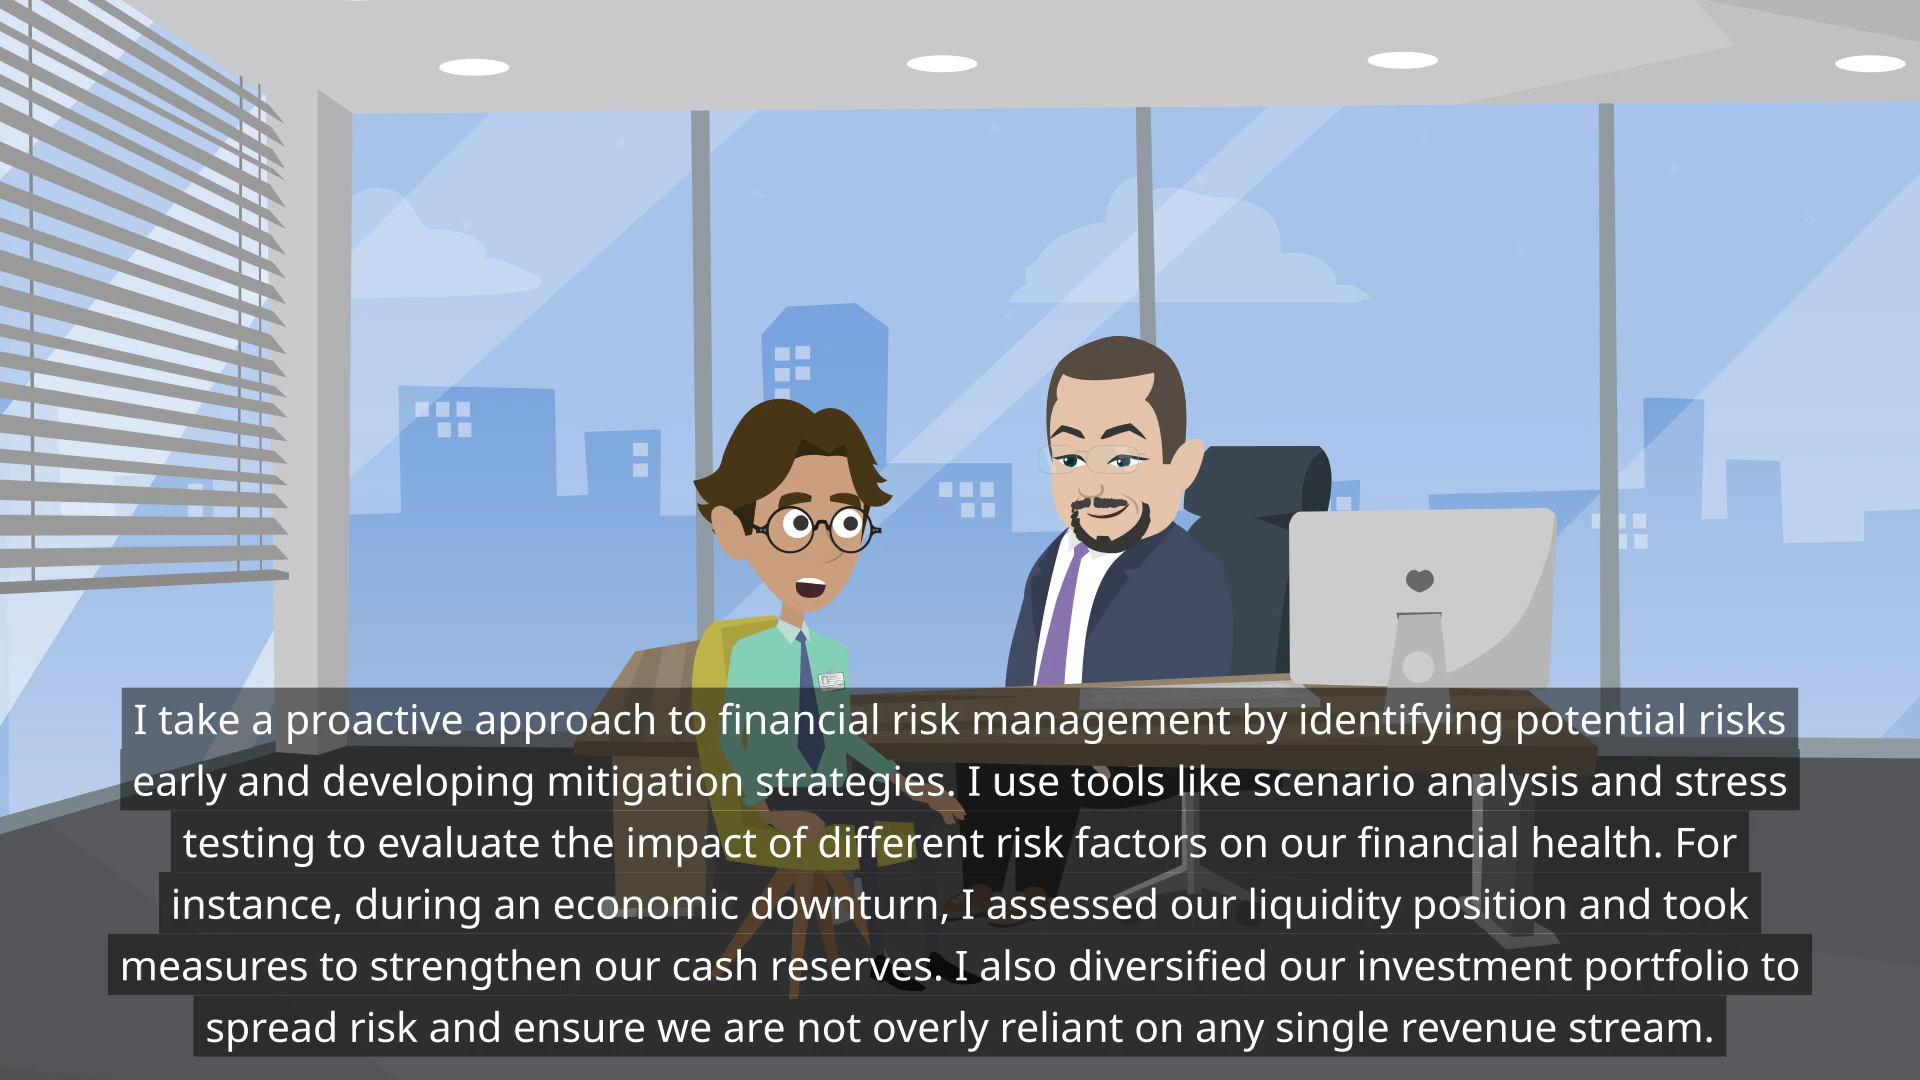 I take a proactive approach to financial risk management by identifying potential risks
early and developing mitigation strategies. I use tools like scenario analysis and stress
testing to evaluate the impact of different risk factors on our financial health. For
instance, during an economic downturn, I assessed our liquidity position and took
measures to strengthen our cash reserves. I also diversified our investment portfolio to
spread risk and ensure we are not overly reliant on any single revenue stream.